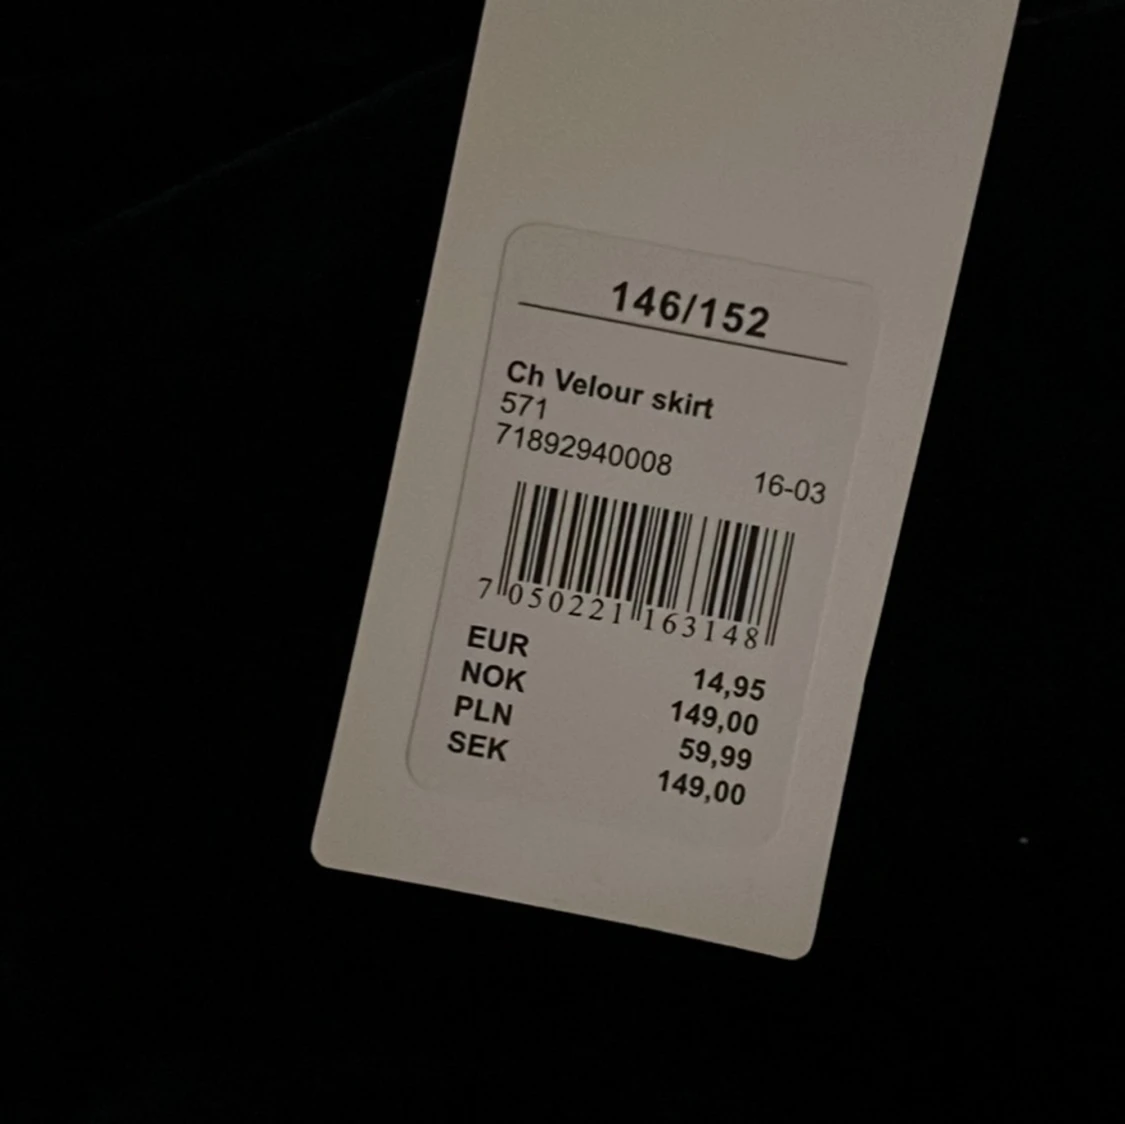 146/152
Ch Velour skirt
571
71892940008 16-03
7 050221 163148
EUR 14,95
NOK 149,00
PLN 59,99
SEK 149,00